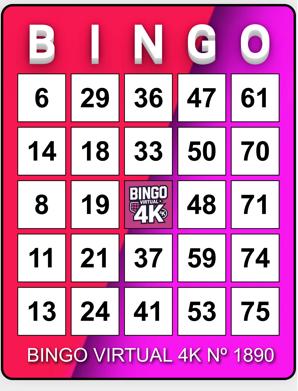 B I N G O
6 29 36 47 61
14 18 33 50 70
8 19 BINGO VIRTUAL 4K 48 71
11 21 37 59 74
13 24 41 53 75
BINGO VIRTUAL 4K Nº 1890